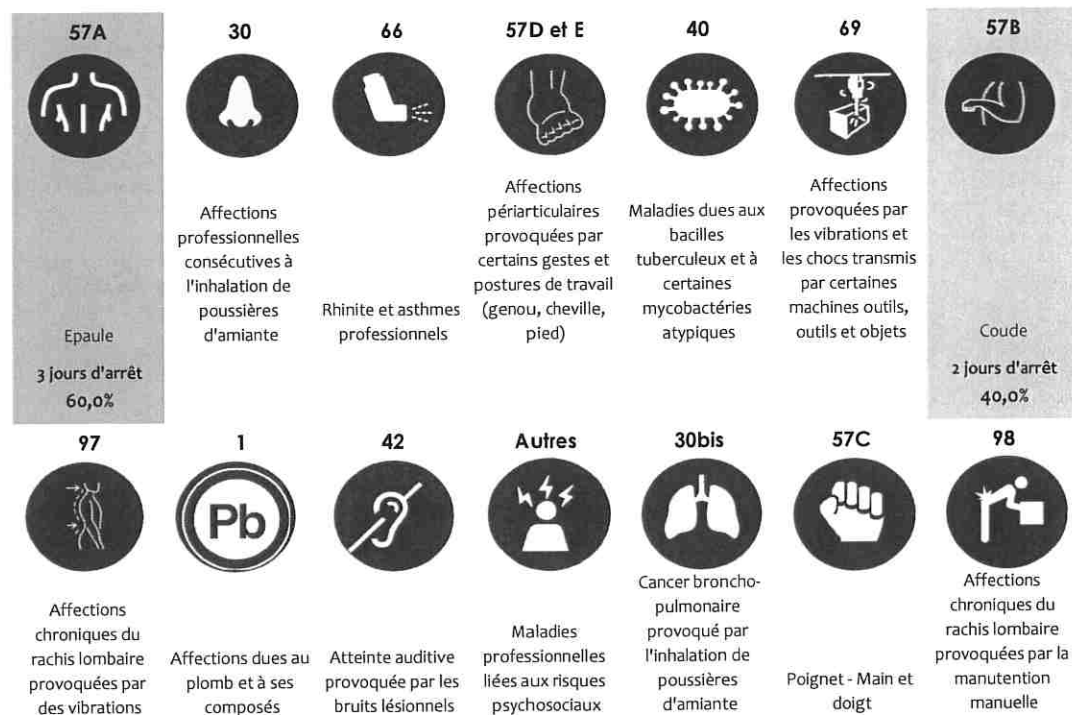 57A
30
66
57D et E
40
69
57B
Epaule
3 jours d'arrêt
60,0%
Affections
professionnelles
consécutives à
l'inhalation de
poussières
d'amiante
Rhinite et asthmes
professionnels
Affections
périarticulaires
provoquées par
certains gestes et
postures de travail
(genou, cheville,
pied)
Maladies dues aux
bacilles
tuberculeux et à
certaines
mycobactéries
atypiques
Affections
provoquées par
les vibrations et
les chocs transmis
par certaines
machines outils,
outils et objets
Coude
2 jours d'arrêt
40,0%
97
1
42
Autres
30bis
57C
98
Pb
Affections
chroniques du
rachis lombaire
provoquées par
des vibrations
Affections dues au
plomb et à ses
composés
Atteinte auditive
provoquée par les
bruits lésionnels
Maladies
professionnelles
liées aux risques
psychosociaux
Cancer broncho-
pulmonaire
provoqué par
l'inhalation de
poussières
d'amiante
Poignet - Main et
doigt
Affections
chroniques du
rachis lombaire
provoquées par la
manutention
manuelle